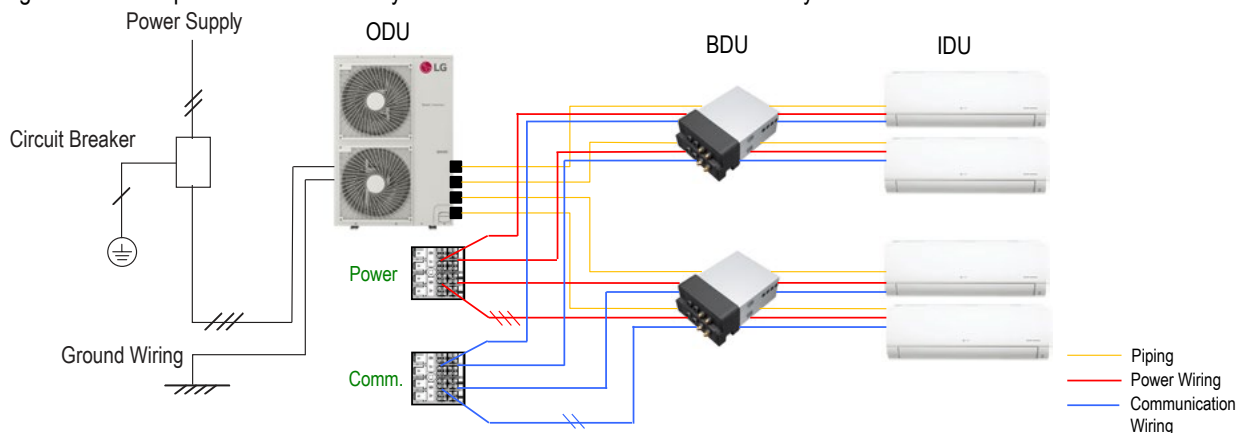 Power Supply
ODU
BDU
IDU
LG
Circuit Breaker
Power
Ground Wiring
Comm.
Piping
Power Wiring
Communication
Wiring